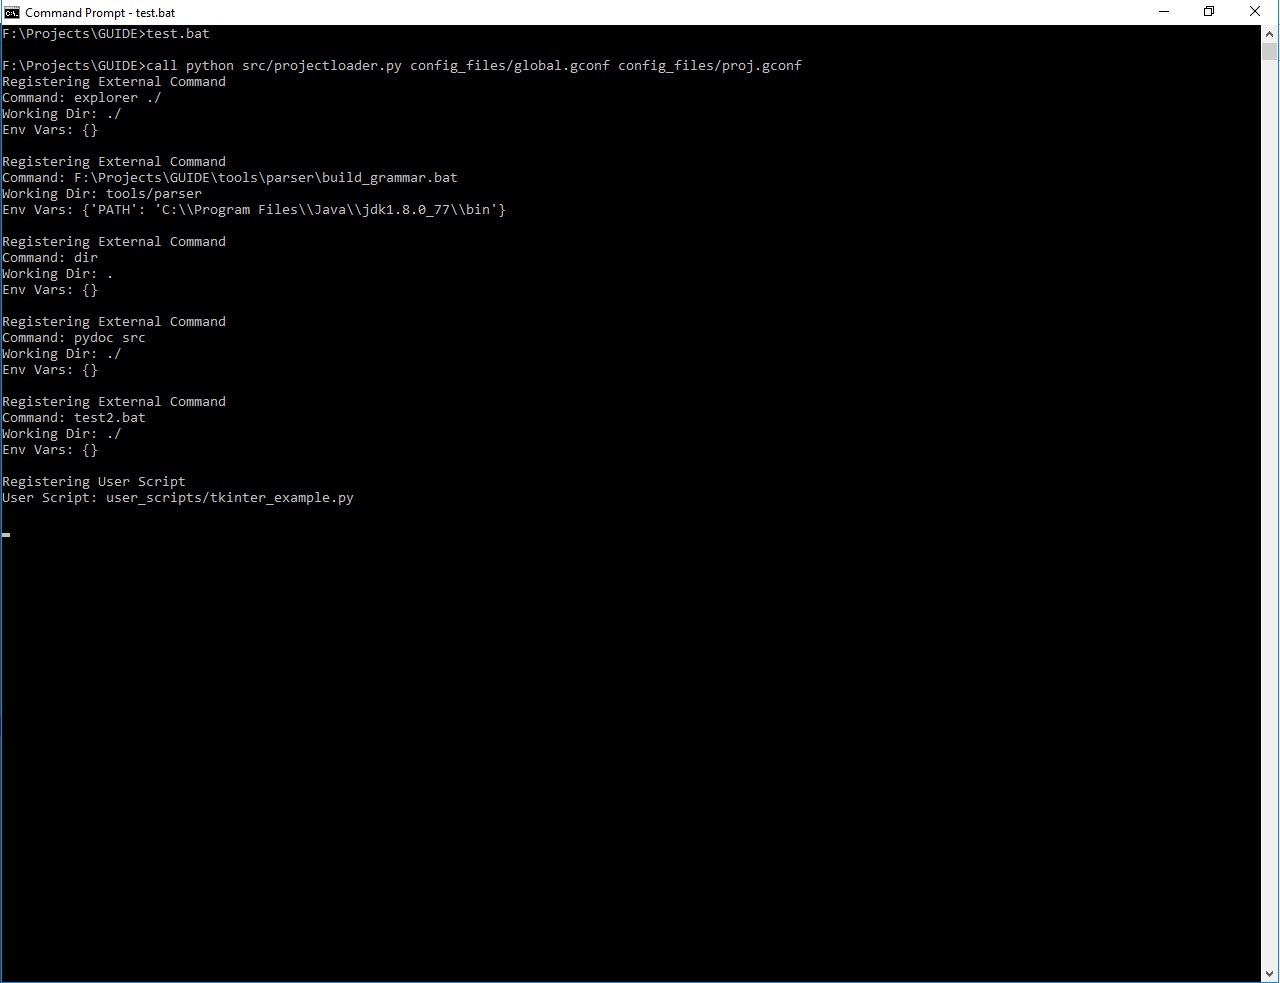 Command Prompt - test.bat
F:\Projects\GUIDE>test.bat
F:\Projects\GUIDE>call python src/projectloader.py config_files/global.gconf config_files/proj.gconf
Registering External Command
Command: explorer ./
Working Dir: ./
Env Vars: {}
Registering External Command
Command: F:\Projects\GUIDE\tools\parser\build_grammar.bat
Working Dir: tools/parser
Env Vars: {'PATH': 'C:\\Program Files\\Java\\jdk1.8.0_77\\bin'}
Registering External Command
Command: dir
Working Dir: .
Env Vars: {}
Registering External Command
Command: pydoc src
Working Dir: ./
Env Vars: {}
Registering External Command
Command: test2.bat
Working Dir: ./
Env Vars: {}
Registering User Script
User Script: user_scripts/tkinter_example.py